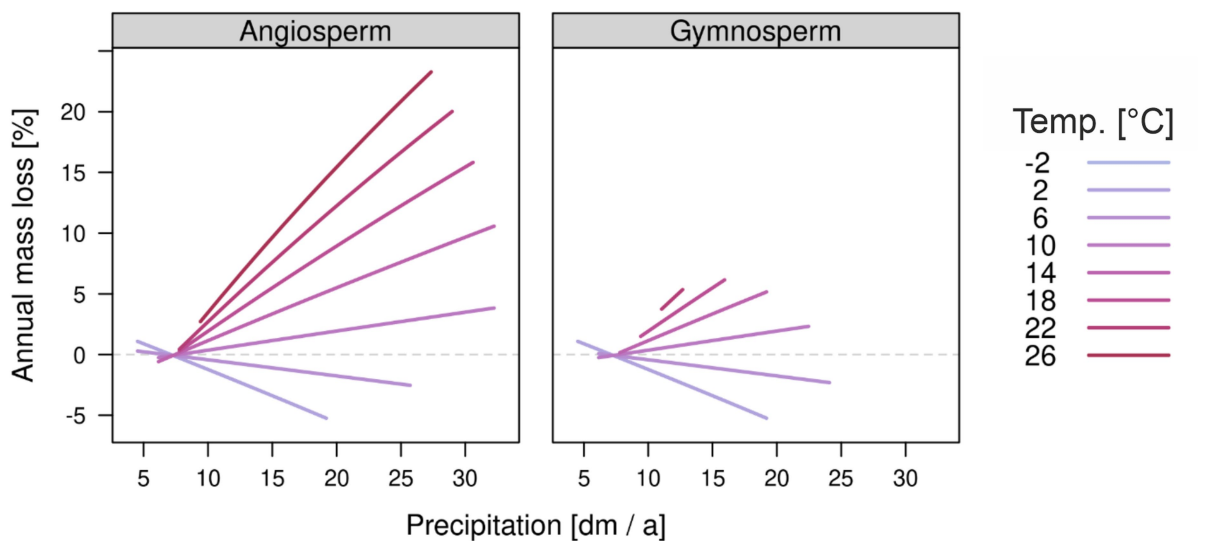 Angiosperm Gymnosperm
Annual mass loss [%]
20
15
10
5
0
-5
5 10 15 20 25 30 5 10 15 20 25 30
Precipitation [dm / a]
Temp. [°C]
-2
2
6
10
14
18
22
26